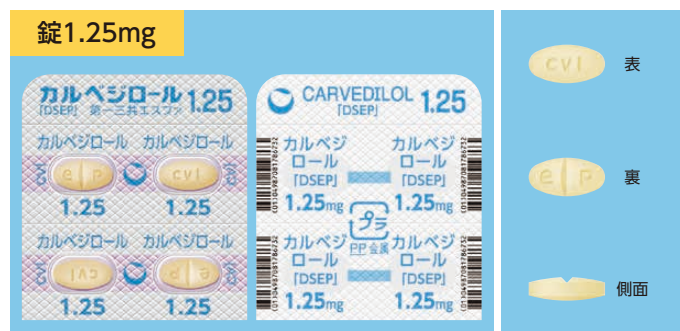 錠1.25mg
カルベジロール 1.25
「DSEP」 第一三共エスファ
カルベジロール カルベジロール
CVI e P cvi CVI
1.25 1.25
カルベジロール カルベジロール
CVI cvi e P CVI
1.25 1.25
CARVEDILOL 1.25
「DSEP」
カルベジ カルベジ
ロール ロール
「DSEP」 「DSEP」
1.25mg 1.25mg
プラ
PP 金属
カルベジ カルベジ
ロール ロール
「DSEP」 「DSEP」
1.25mg 1.25mg
cvi 表
e P 裏
側面